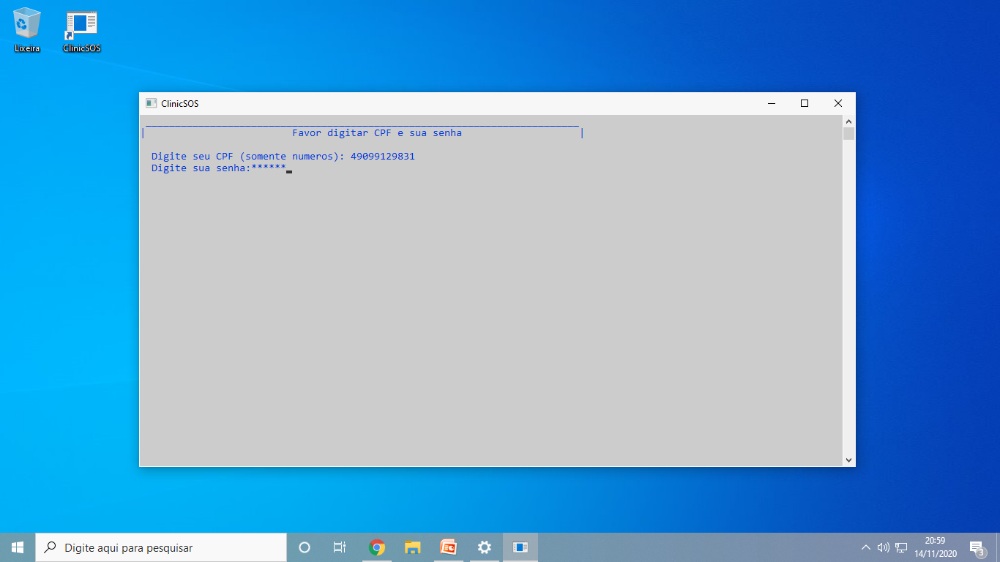 Lixeira
ClinicSOS
ClinicSOS
| Favor digitar CPF e sua senha |
Digite seu CPF (somente numeros): 49099129831
Digite sua senha:******
Digite aqui para pesquisar
20:59
14/11/2020
3